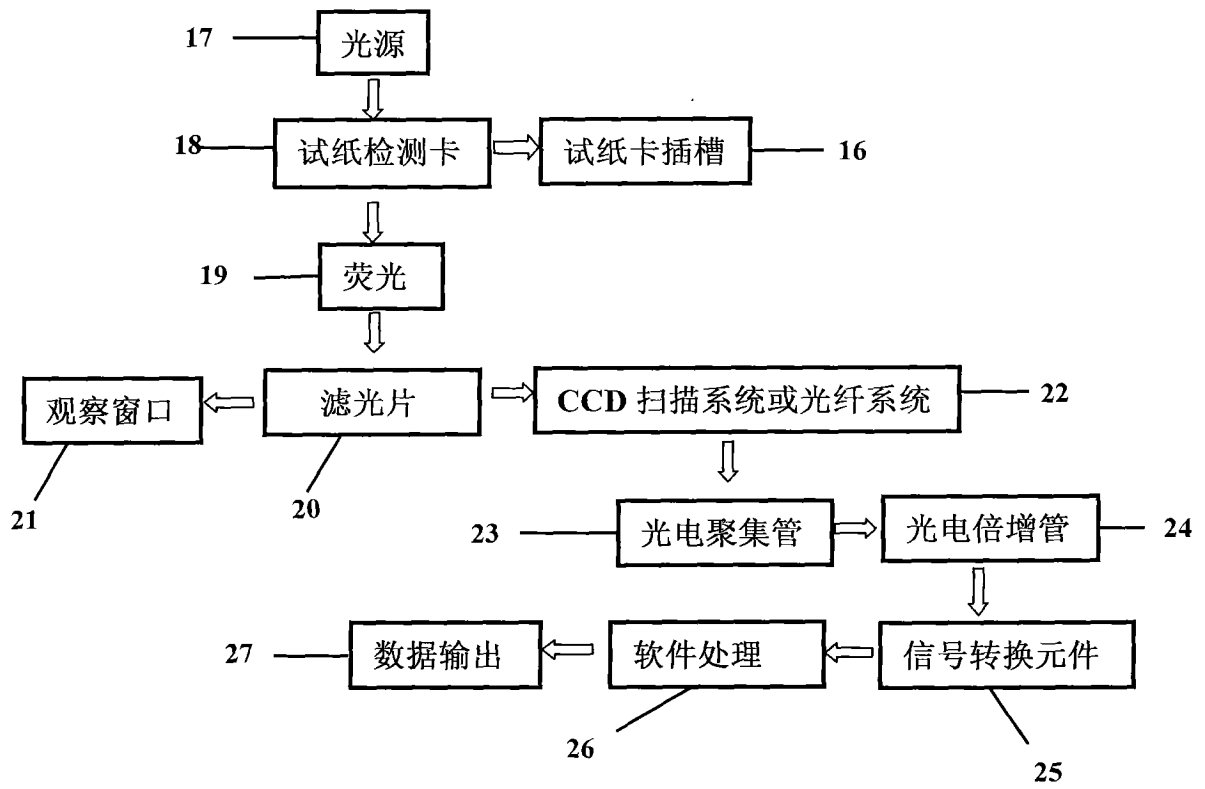 17 光源
18 试纸检测卡 试纸卡插槽 16
19 荧光
观察窗口 滤光片 CCD 扫描系统或光纤系统 22
21 20
23 光电聚集管 光电倍增管 24
27 数据输出 软件处理 信号转换元件
26 25